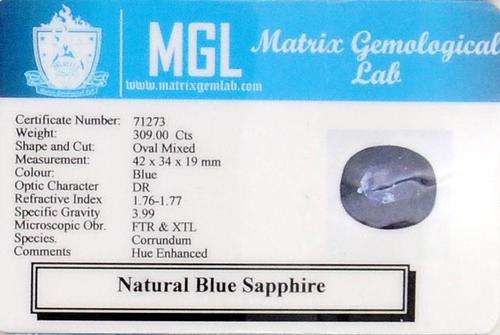 MGL
Matrix Gemological
Lab
www.matrixgemlab.com
Certificate Number: 71273
Weight: 309.00 Cts
Shape and Cut: Oval Mixed
Measurement: 42 x 34 x 19 mm
Colour: Blue
Optic Character DR
Refractive Index 1.76-1.77
Specific Gravity 3.99
Microscopic Obr. FTR & XTL
Species. Corrundum
Comments Hue Enhanced
Natural Blue Sapphire